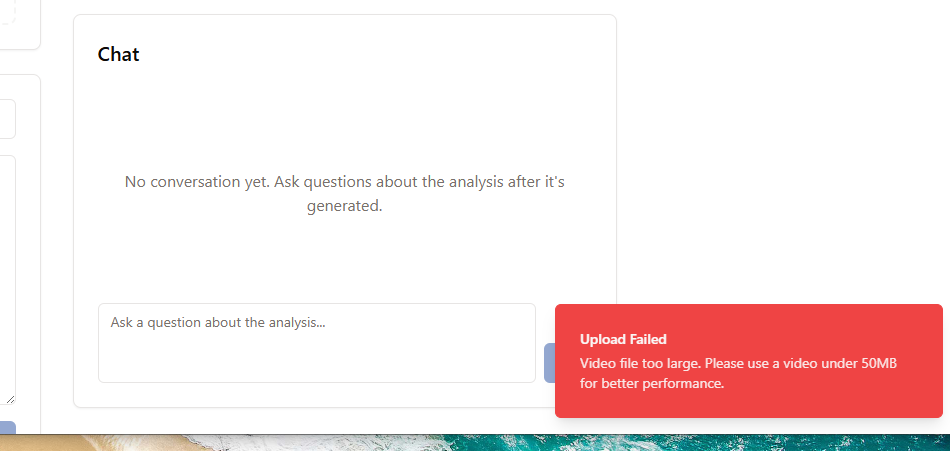 Chat
No conversation yet. Ask questions about the analysis after it's
generated.
Ask a question about the analysis...
Upload Failed
Video file too large. Please use a video under 50MB
for better performance.